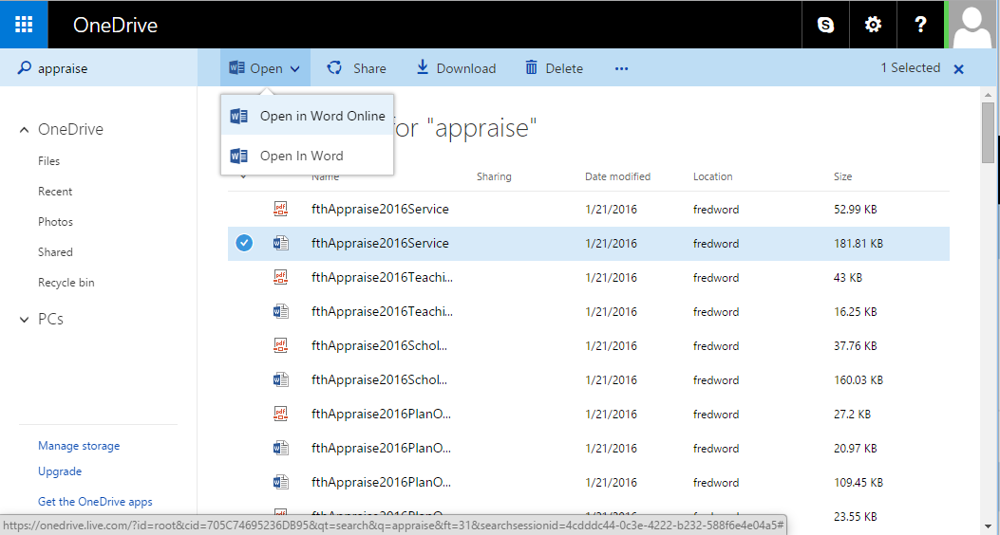 OneDrive
appraise
Open Share Download Delete ... 1 Selected
Open in Word Online
Open In Word
for "appraise"
OneDrive
Files
Recent
Photos
Shared
Recycle bin
PCs
Manage storage
Upgrade
Get the OneDrive apps
Name Sharing Date modified Location Size
fthAppraise2016Service 1/21/2016 fredword 52.99 KB
fthAppraise2016Service 1/21/2016 fredword 181.81 KB
fthAppraise2016Teachi... 1/21/2016 fredword 43 KB
fthAppraise2016Teachi... 1/21/2016 fredword 16.25 KB
fthAppraise2016Schol... 1/21/2016 fredword 37.76 KB
fthAppraise2016Schol... 1/21/2016 fredword 160.03 KB
fthAppraise2016PlanO... 1/21/2016 fredword 27.2 KB
fthAppraise2016PlanO... 1/21/2016 fredword 20.97 KB
fthAppraise2016PlanO... 1/21/2016 fredword 109.45 KB
23.55 KB
https://onedrive.live.com/?id=root&cid=705C74695236DB95&qt=search&q=appraise&ft=31&searchsessionid=4cdddc44-0c3e-4222-b232-588f6e4e04a5#